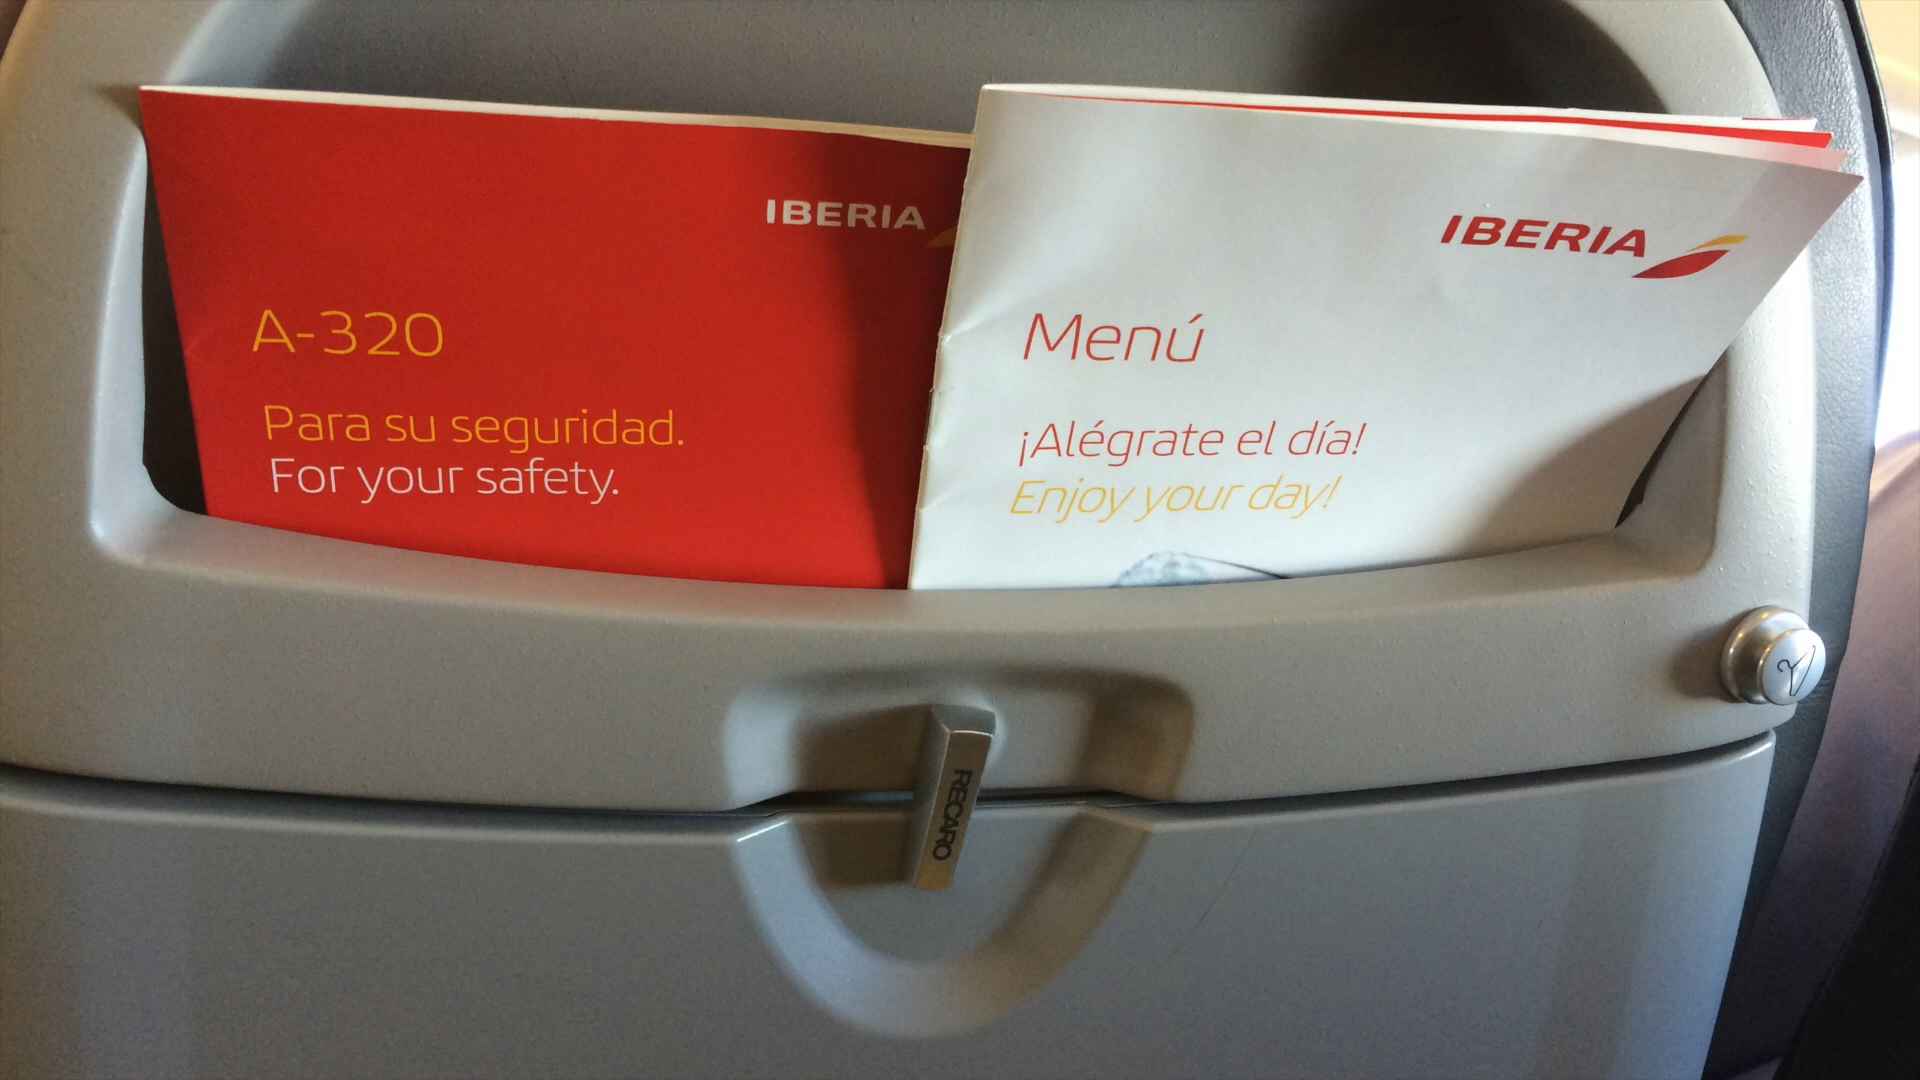 IBERIA
A-320
Para su seguridad.
For your safety.
IBERIA
Menú
¡Alégrate el día!
Enjoy your day!
RECARO